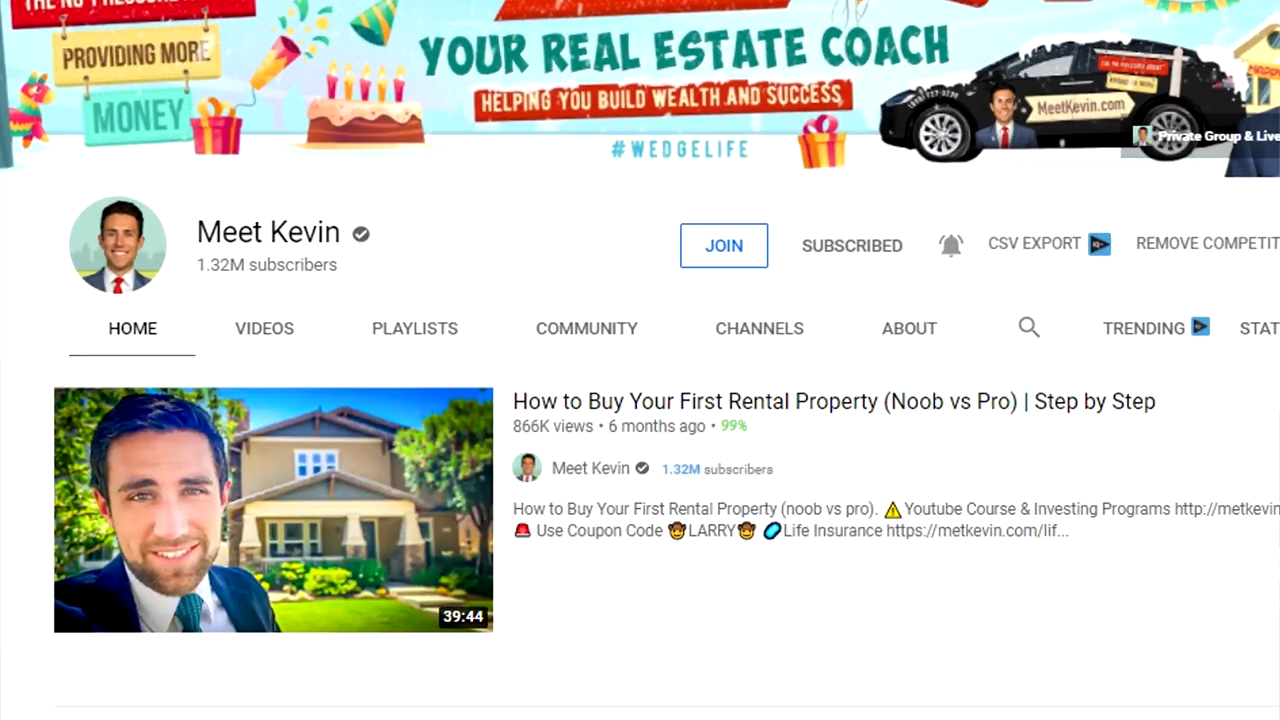 PROVIDING MORE
MONEY
YOUR REAL ESTATE COACH
HELPING YOU BUILD WEALTH AND SUCCESS
#WEDGELIFE
MeetKevin.com
Private Group & Live
Meet Kevin
1.32M subscribers
JOIN
SUBSCRIBED
CSV EXPORT
REMOVE COMPETIT
HOME
VIDEOS
PLAYLISTS
COMMUNITY
CHANNELS
ABOUT
TRENDING
STAT
39:44
How to Buy Your First Rental Property (Noob vs Pro) | Step by Step
866K views • 6 months ago • 99%
Meet Kevin 1.32M subscribers
How to Buy Your First Rental Property (noob vs pro). ⚠️Youtube Course & Investing Programs http://metkevin
🚨 Use Coupon Code 🤠LARRY🤠 🧪Life Insurance https://metkevin.com/lif...